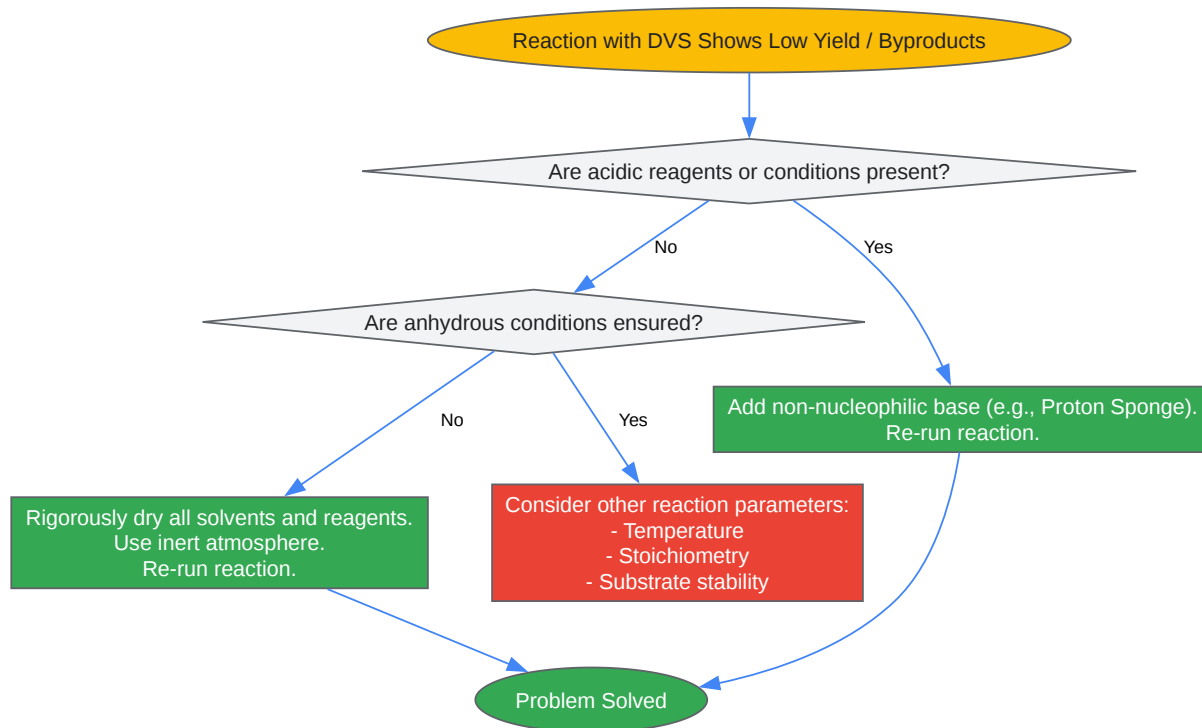 Reaction with DVS Shows Low Yield / Byproducts
Are acidic reagents or conditions present?
No
Yes
Are anhydrous conditions ensured?
No
Yes
Add non-nucleophilic base (e.g., Proton Sponge).
Re-run reaction.
Rigorously dry all solvents and reagents.
Use inert atmosphere.
Re-run reaction.
Consider other reaction parameters:
- Temperature
- Stoichiometry
- Substrate stability
Problem Solved